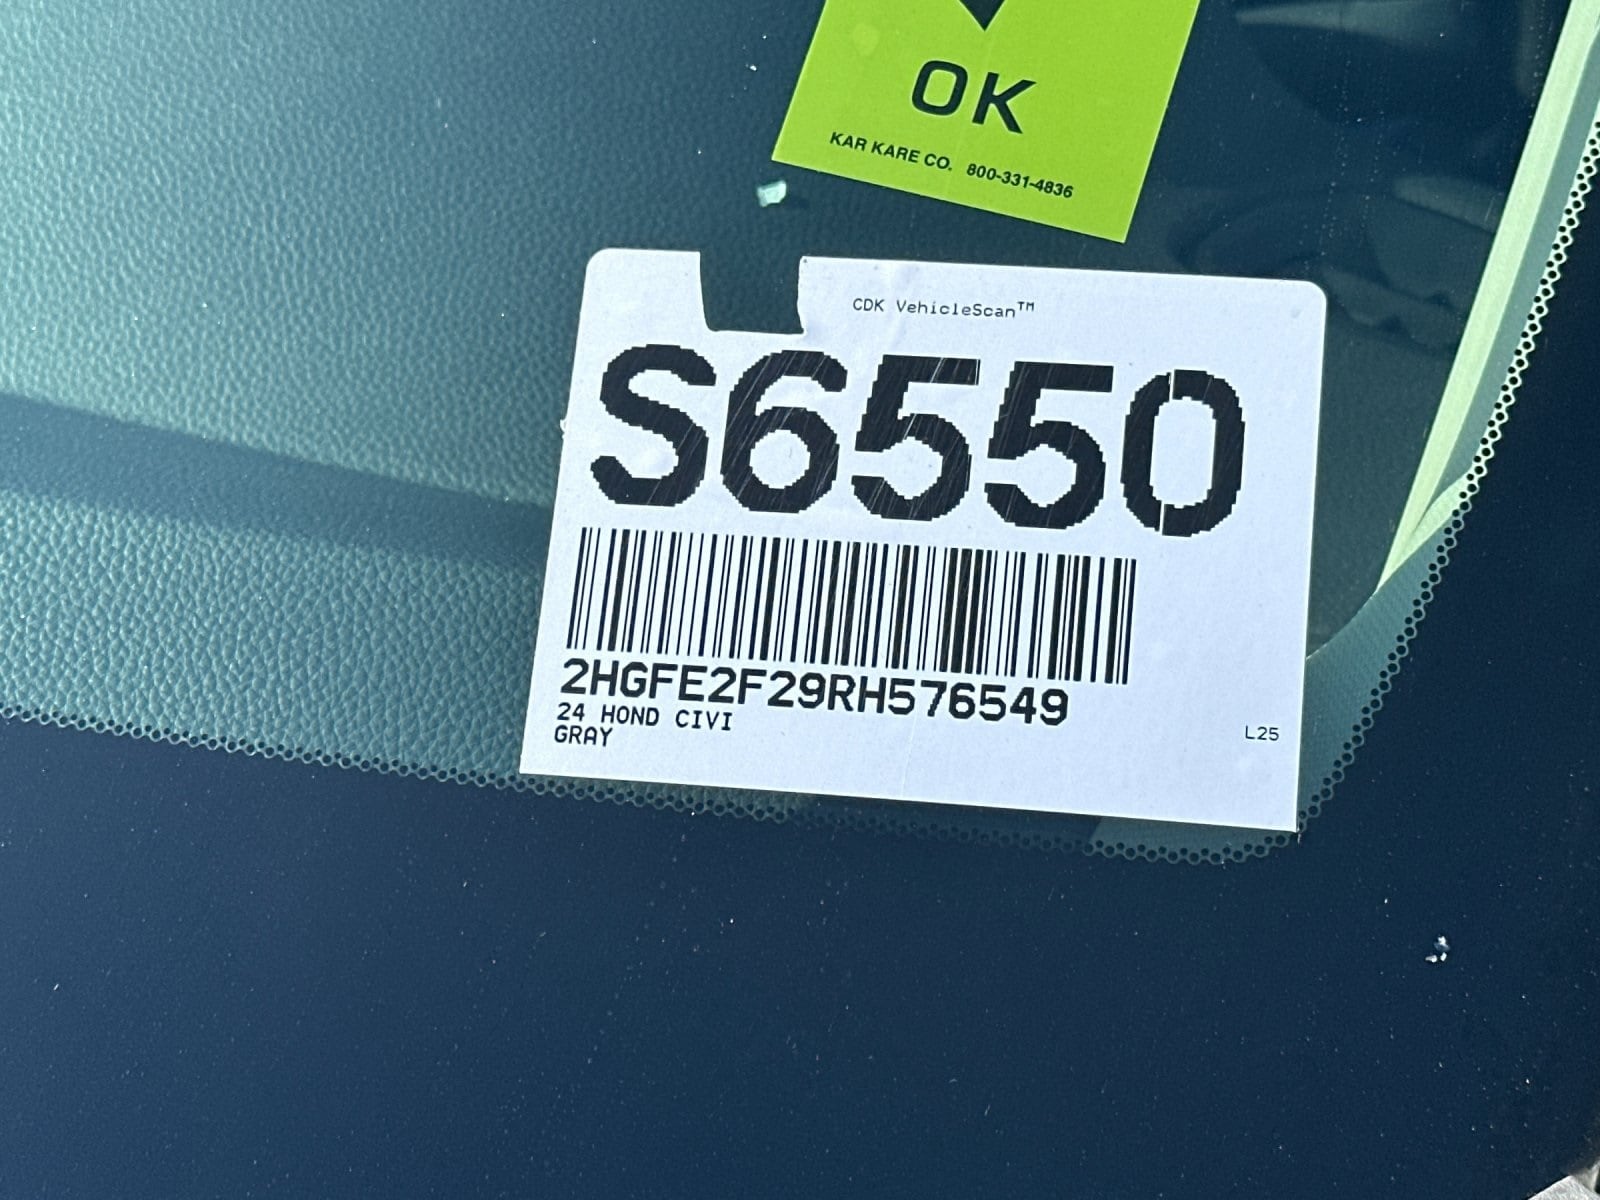 OK
KAR KARE CO. 800-331-4836
CDK VehicleScan™
S6550
2HGFE2F29RH576549
24 HOND CIVI
GRAY
L25